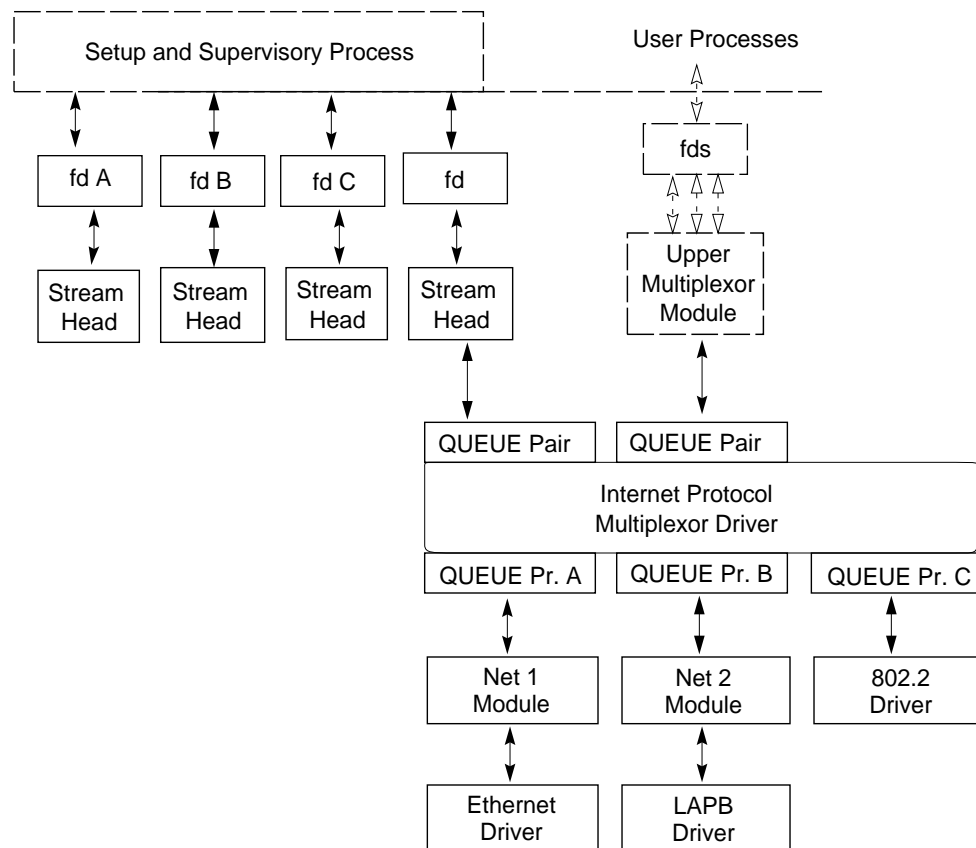 Setup and Supervisory Process
User Processes
fd A
fd B
fd C
fd
fds
Stream
Head
Stream
Head
Stream
Head
Stream
Head
Upper
Multiplexor
Module
QUEUE Pair
QUEUE Pair
Internet Protocol
Multiplexor Driver
QUEUE Pr. A
QUEUE Pr. B
QUEUE Pr. C
Net 1
Module
Net 2
Module
802.2
Driver
Ethernet
Driver
LAPB
Driver